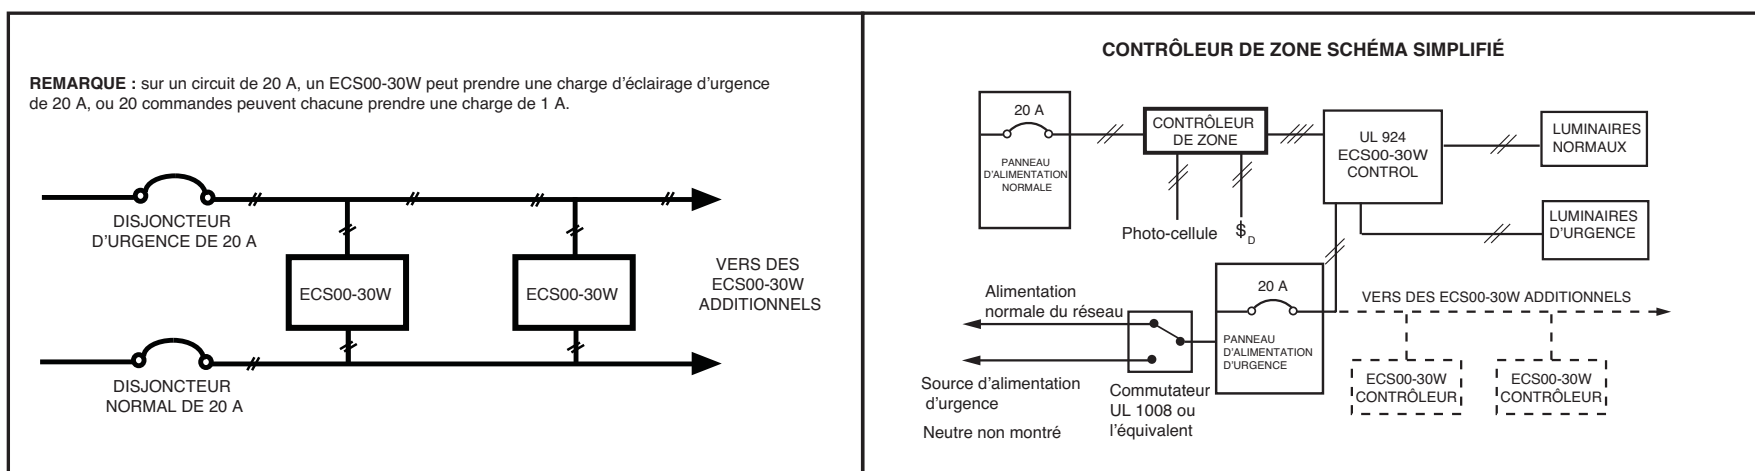 REMARQUE : sur un circuit de 20 A, un ECS00-30W peut prendre une charge d'éclairage d'urgence
de 20 A, ou 20 commandes peuvent chacune prendre une charge de 1 A.
DISJONCTEUR
D'URGENCE DE 20 A
ECS00-30W
ECS00-30W
VERS DES
ECS00-30W
ADDITIONNELS
DISJONCTEUR
NORMAL DE 20 A
CONTRÔLEUR DE ZONE SCHÉMA SIMPLIFIÉ
20 A
PANNEAU
D'ALIMENTATION
NORMALE
CONTRÔLEUR
DE ZONE
Photo-cellule
$D
UL 924
ECS00-30W
CONTROL
LUMINAIRES
NORMAUX
LUMINAIRES
D'URGENCE
Alimentation
normale du réseau
Source d'alimentation
d'urgence
Neutre non montré
Commutateur
UL 1008 ou
l'équivalent
20 A
PANNEAU
D'ALIMENTATION
D'URGENCE
VERS DES ECS00-30W ADDITIONNELS
ECS00-30W
CONTRÔLEUR
ECS00-30W
CONTRÔLEUR